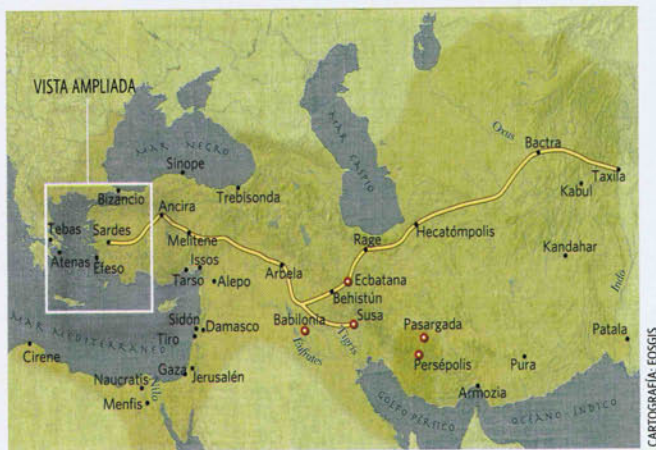 VISTA AMPLIADA
MAR NEGRO
MAR CASPIO
Oxus
Bactra
Taxila
Kabul
Sinope
Bizancio
Trebisonda
Ancira
Tebas
Sardes
Melitene
Hecatómpolis
Rage
Kandahar
Atenas
Éfeso
Issos
Tarso
Alepo
Arbela
Ecbatana
Behistún
Indo
Babilonia
Susa
Tigris
Éufrates
Pasargada
Patala
MAR MEDITERRÁNEO
Sidón
Damasco
Tiro
Cirene
Persépolis
Pura
Gaza
Jerusalén
Naucratis
Nilo
Menfis
Armozia
GOLFO PÉRSICO
OCÉANO ÍNDICO
CARTOGRAFÍA: EOSGIS